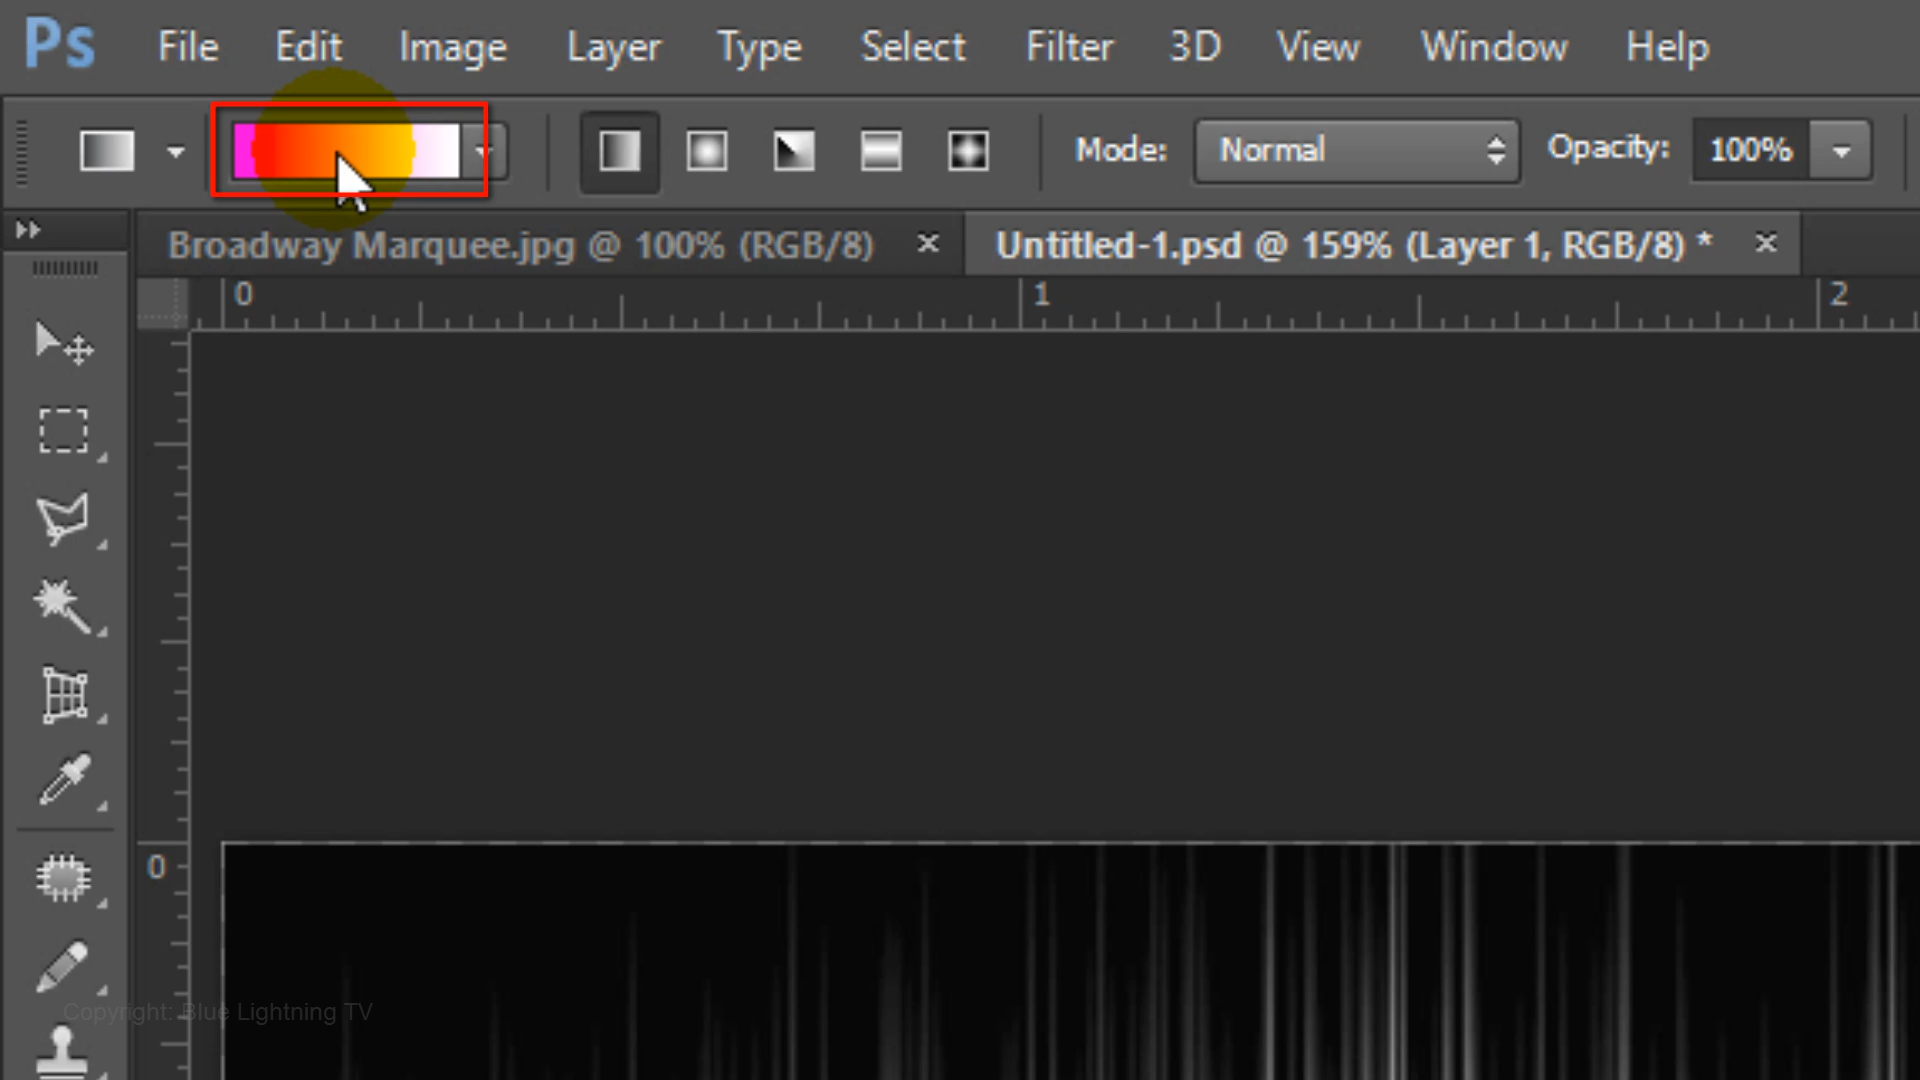 Ps File Edit Image Layer Type Select Filter 3D View Window Help
Mode: Normal Opacity: 100%
Broadway Marquee.jpg @ 100% (RGB/8) × Untitled-1.psd @ 159% (Layer 1, RGB/8) * ×
0 1 2
0
Copyright: Blue Lightning TV